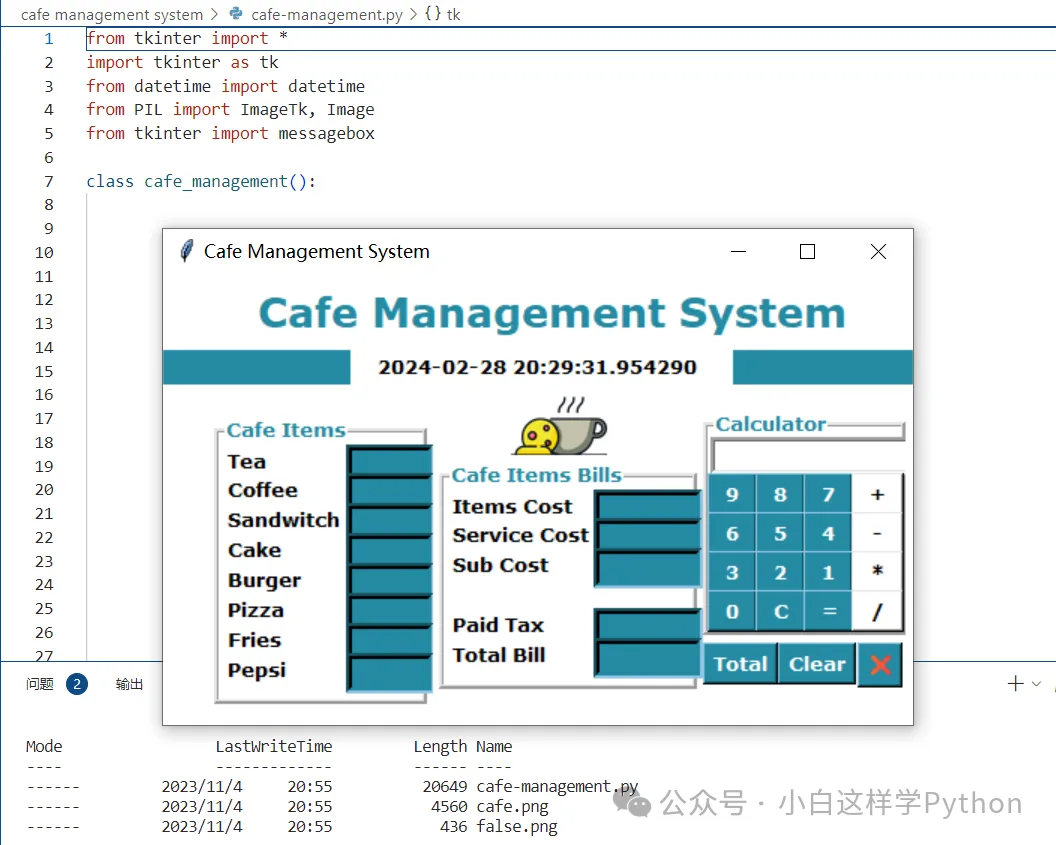 cafe management system > cafe-management.py > {} tk
1 from tkinter import *
2 import tkinter as tk
3 from datetime import datetime
4 from PIL import ImageTk, Image
5 from tkinter import messagebox
6
7 class cafe_management():
8
9
10
11
12
13
14
15
16
17
18
19
20
21
22
23
24
25
26
27
Cafe Management System
Cafe Management System
2024-02-28 20:29:31.954290
Cafe Items
Tea
Coffee
Sandwitch
Cake
Burger
Pizza
Fries
Pepsi
Cafe Items Bills
Items Cost
Service Cost
Sub Cost
Paid Tax
Total Bill
Calculator
9 8 7 +
6 5 4 -
3 2 1 *
0 C = /
Total Clear
问题 2 输出
Mode LastWriteTime Length Name
---- ------------- ------ ----
------ 2023/11/4 20:55 20649 cafe-management.py
------ 2023/11/4 20:55 4560 cafe.png
------ 2023/11/4 20:55 436 false.png
公众号 · 小白这样学Python